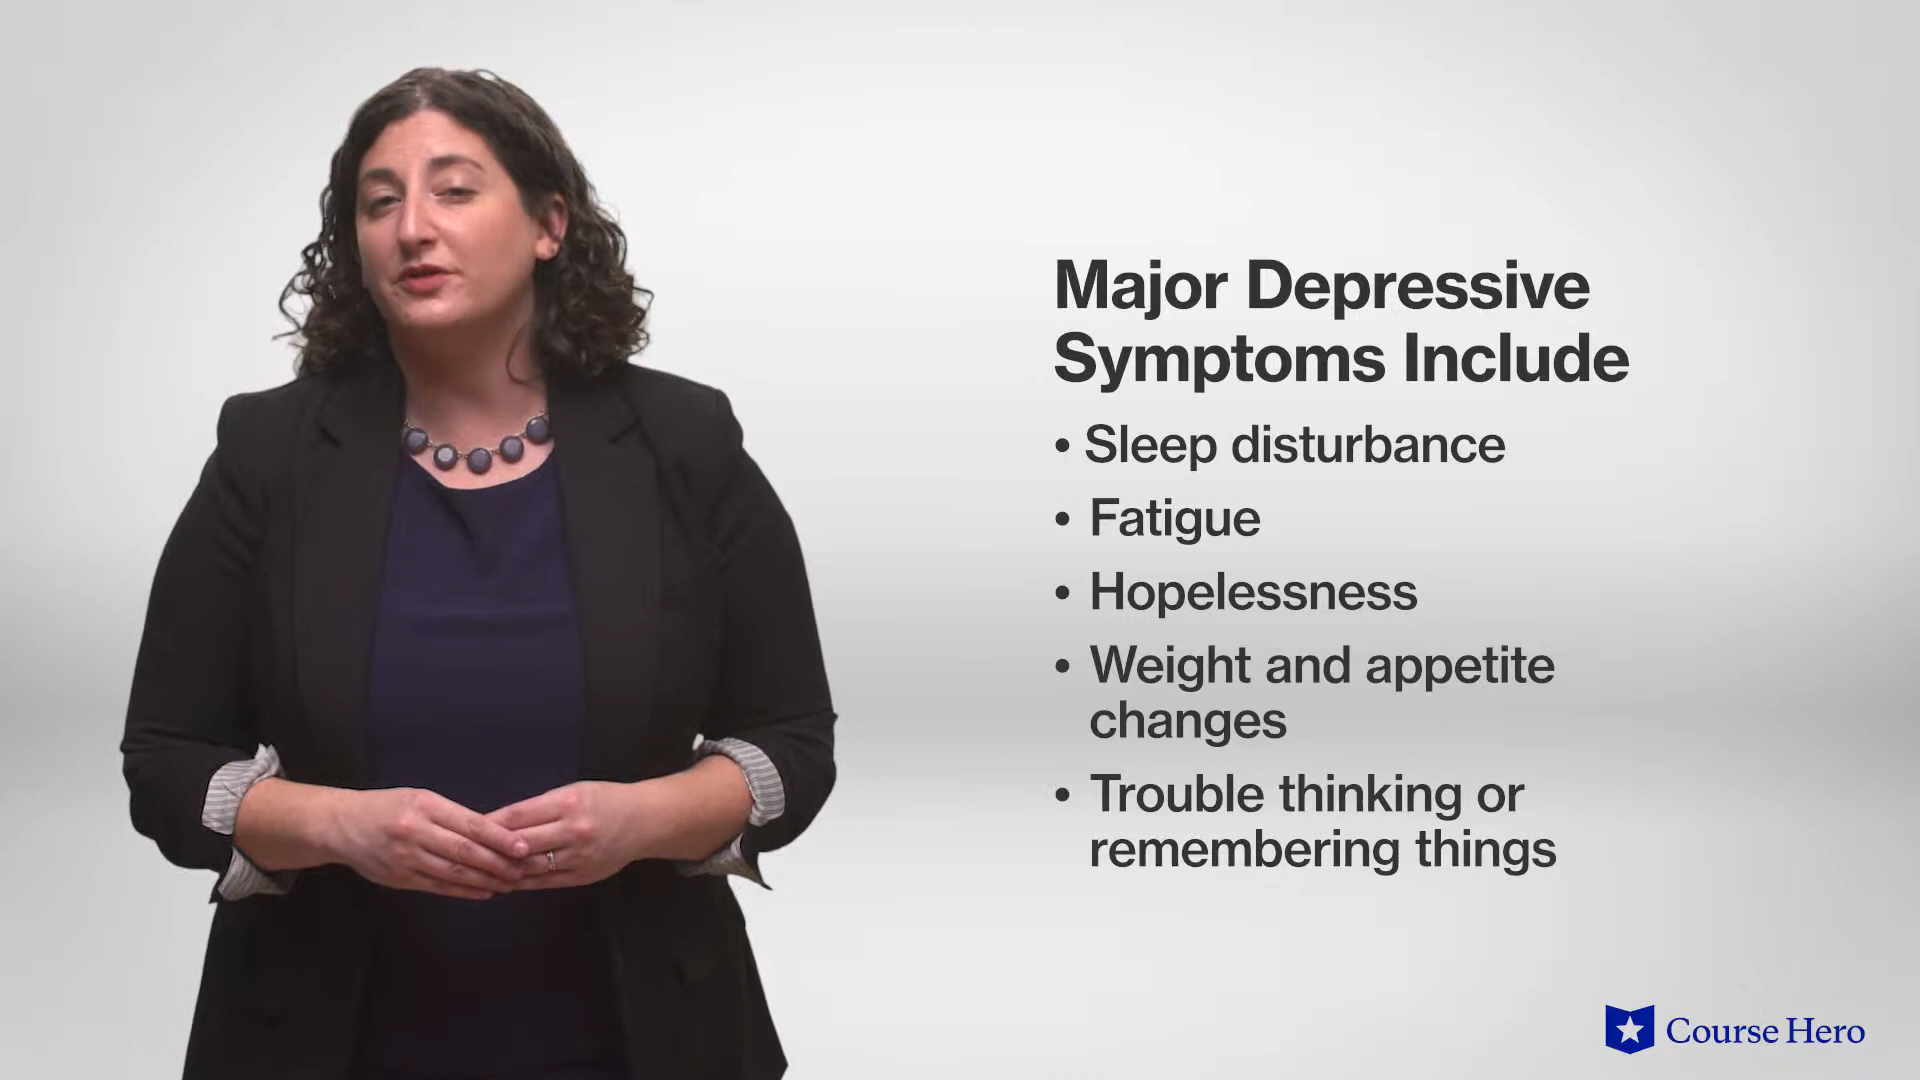 Major Depressive
Symptoms Include
• Sleep disturbance
• Fatigue
• Hopelessness
• Weight and appetite
changes
• Trouble thinking or
remembering things
Course Hero